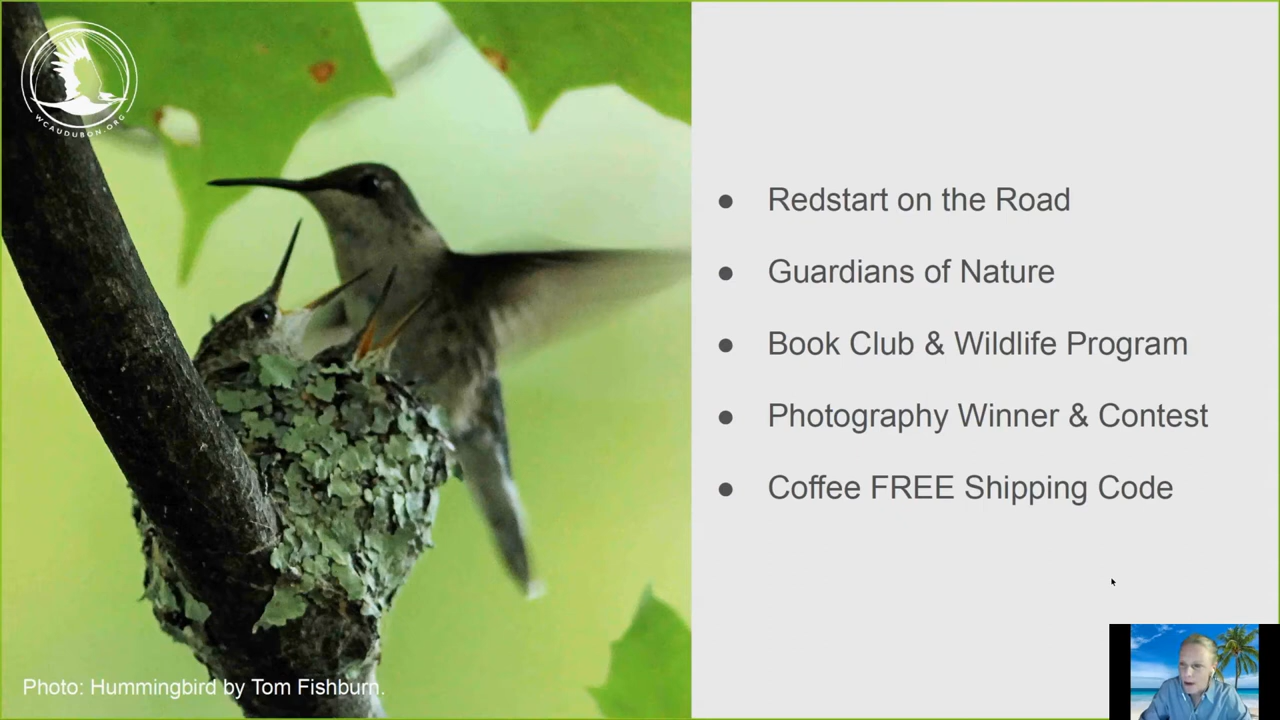 WCAUDUBON.ORG
● Redstart on the Road
● Guardians of Nature
● Book Club & Wildlife Program
● Photography Winner & Contest
● Coffee FREE Shipping Code
Photo: Hummingbird by Tom Fishburn.